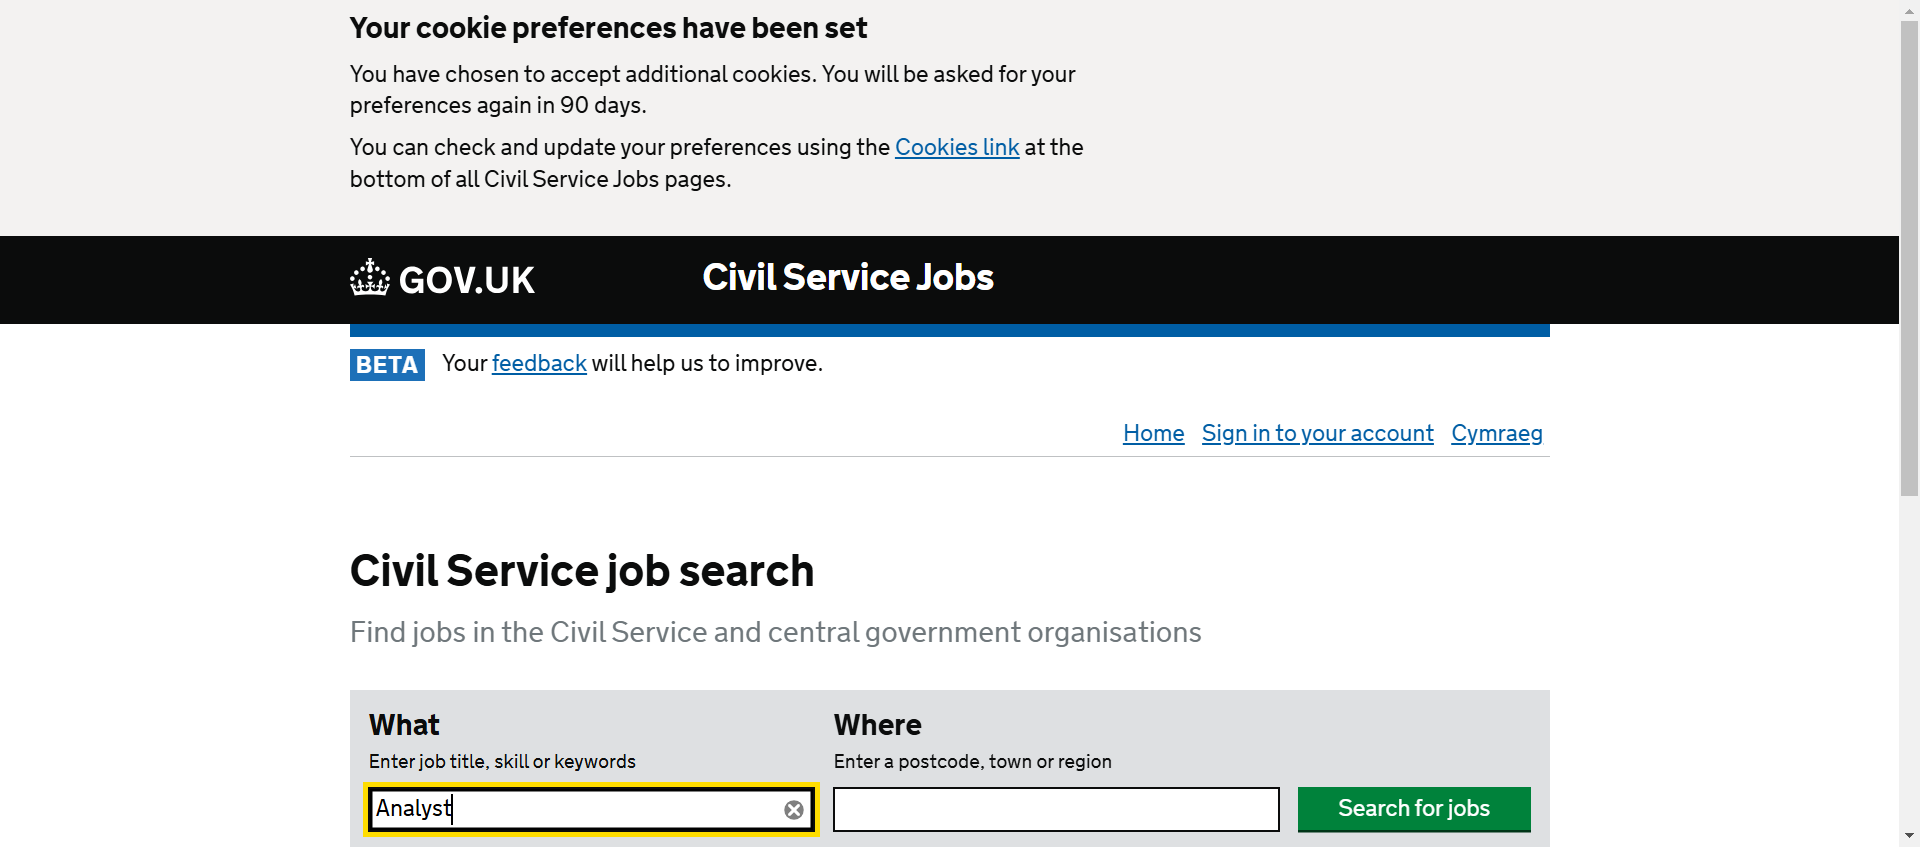 Your cookie preferences have been set
You have chosen to accept additional cookies. You will be asked for your
preferences again in 90 days.
You can check and update your preferences using the Cookies link at the
bottom of all Civil Service Jobs pages.
GOV.UK
Civil Service Jobs
BETA Your feedback will help us to improve.
Home Sign in to your account Cymraeg
Civil Service job search
Find jobs in the Civil Service and central government organisations
What
Enter job title, skill or keywords
Analyst
Where
Enter a postcode, town or region
Search for jobs